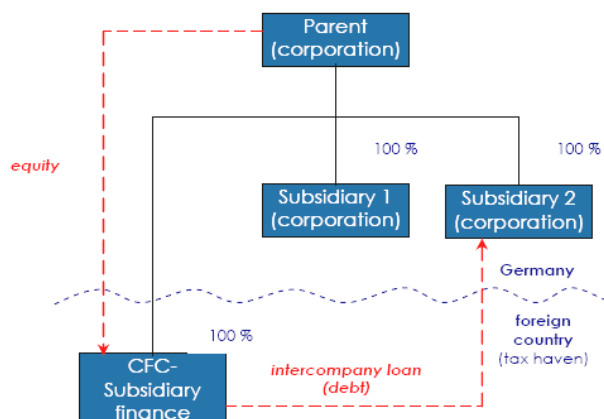 Parent
(corporation)
equity
100 %
100 %
Subsidiary 1
(corporation)
Subsidiary 2
(corporation)
Germany
100 %
foreign
country
(tax haven)
CFC-
Subsidiary
finance
intercompany loan
(debt)